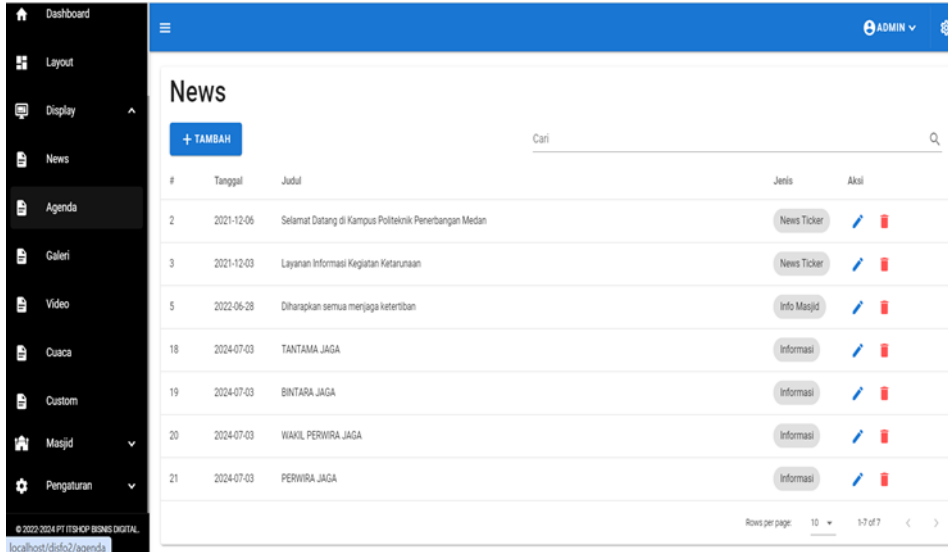 Dashboard
Layout
Display
News
Agenda
Galeri
Video
Cuaca
Custom
Masjid
Pengaturan
© 2022-2024 PT ITSHOP BISNIS DIGITAL.
localhost/disfo2/agenda
ADMIN
News
+ TAMBAH
Cari
# Tanggal Judul Jenis Aksi
2 2021-12-06 Selamat Datang di Kampus Politeknik Penerbangan Medan News Ticker
3 2021-12-03 Layanan Informasi Kegiatan Ketarunaan News Ticker
5 2022-06-28 Diharapkan semua menjaga ketertiban Info Masjid
18 2024-07-03 TANTAMA JAGA Informasi
19 2024-07-03 BINTARA JAGA Informasi
20 2024-07-03 WAKIL PERWIRA JAGA Informasi
21 2024-07-03 PERWIRA JAGA Informasi
Rows per page: 10 1-7 of 7